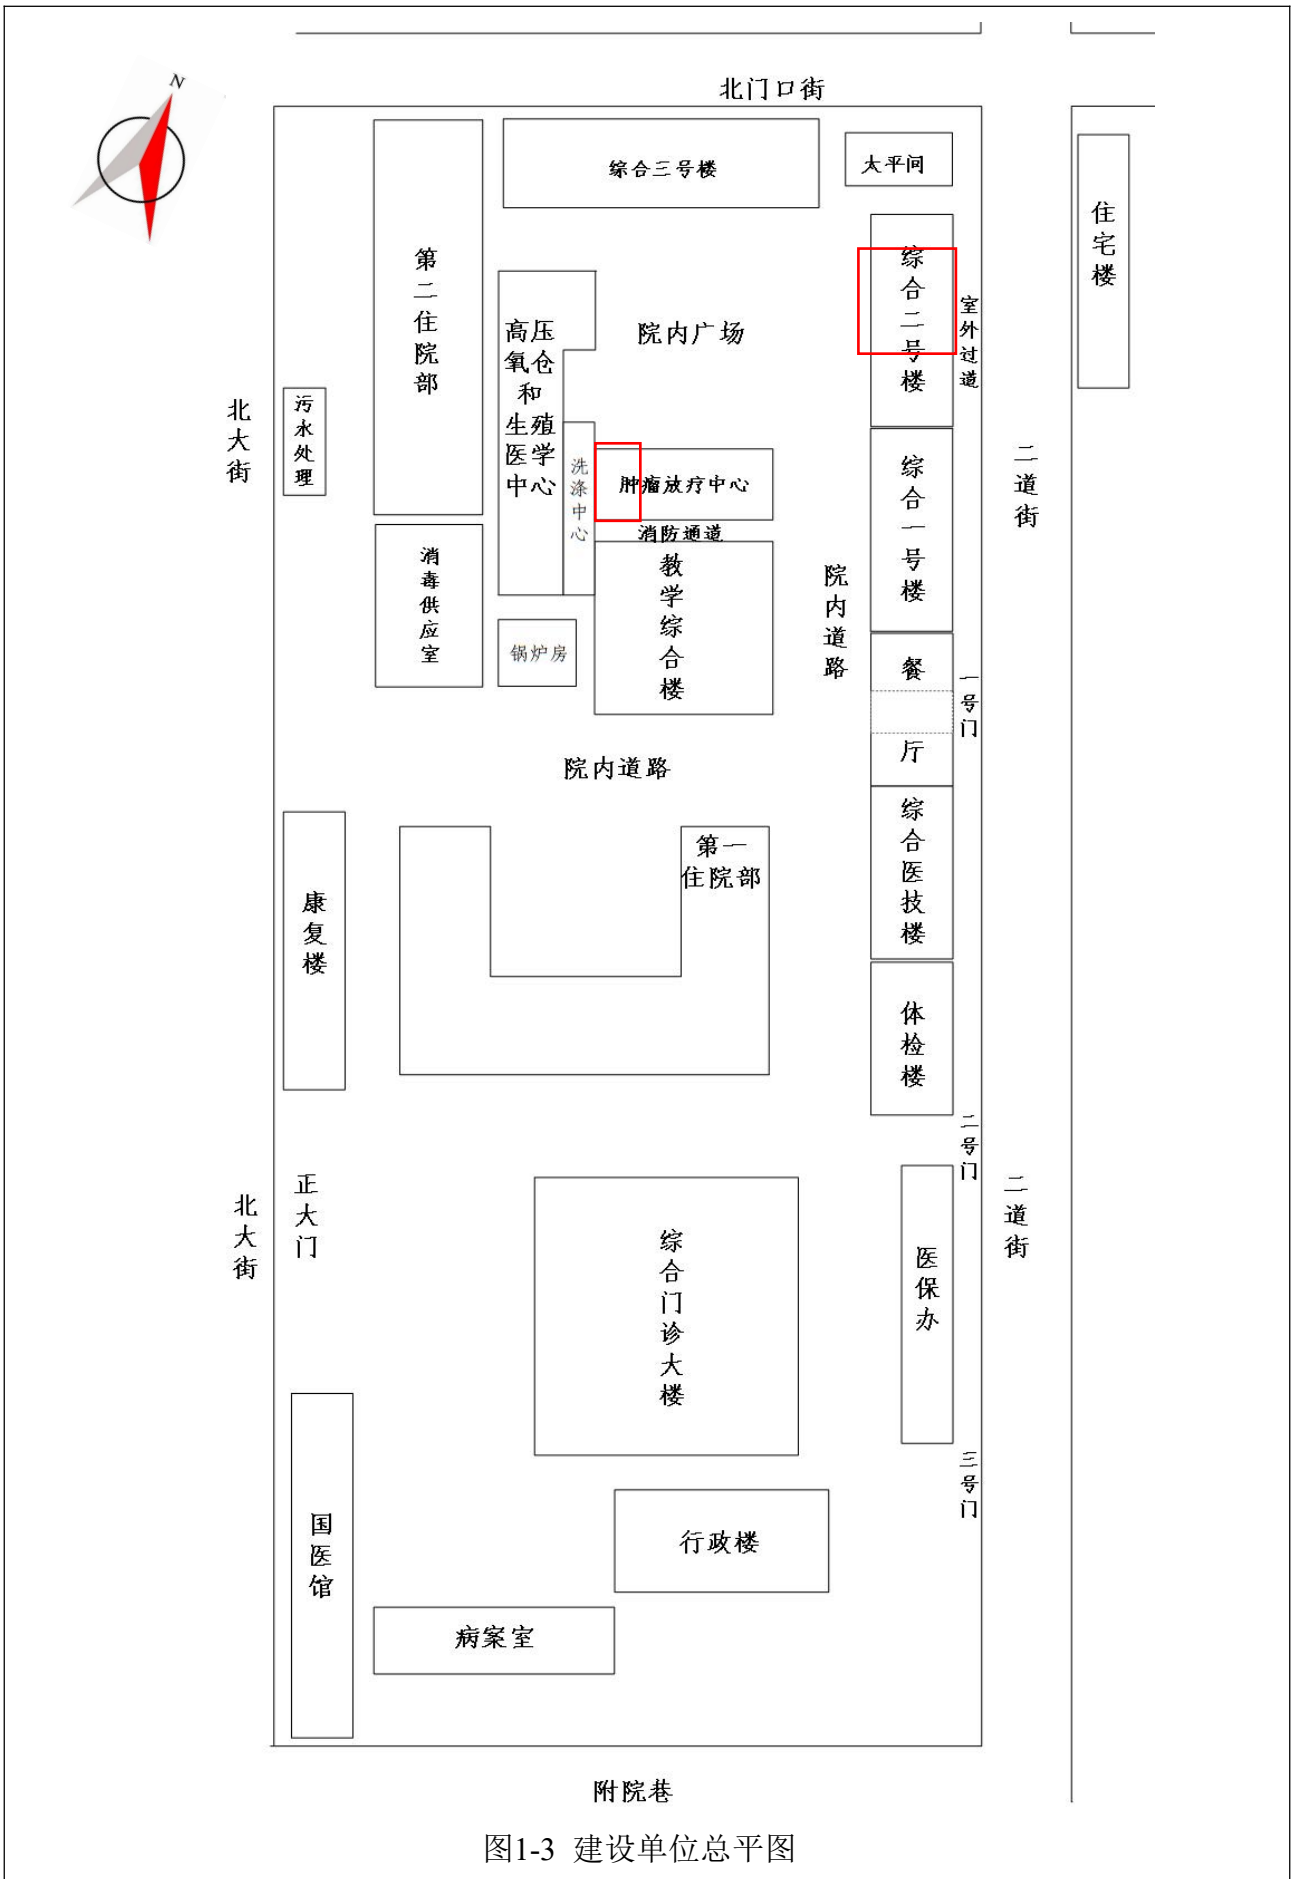 N
北门口街
综合三号楼
太平间
住宅楼
第二住院部
综合二号楼
室外过道
高压
氧仓
和
生殖
医学
中心
院内广场
北大街
污水处理
洗涤中心
肿瘤放疗中心
综合一号楼
二道街
消防通道
消毒供应室
教学综合楼
院内道路
锅炉房
餐厅
一号门
院内道路
综合医技楼
第一
住院部
康复楼
体检楼
二号门
正大门
北大街
二道街
综合门诊大楼
医保办
三号门
国医馆
行政楼
病案室
附院巷
图1-3 建设单位总平图